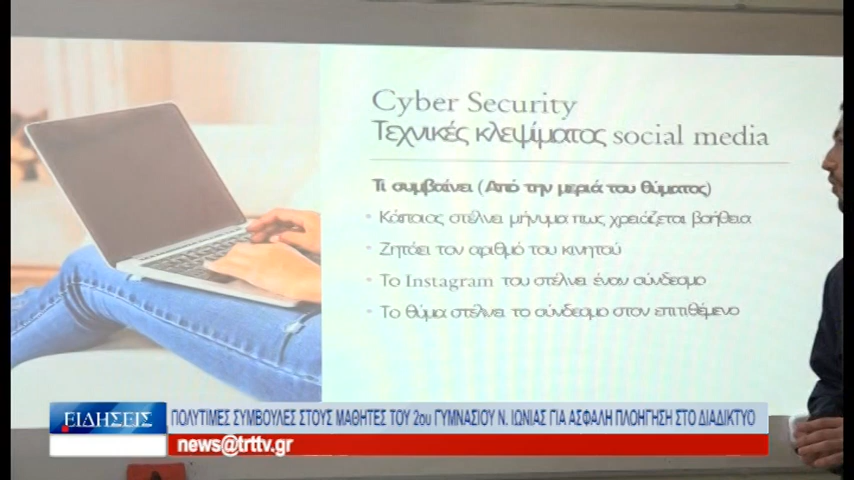 Cyber Security
Τεχνικές κλεψίματος social media
Τι συμβαίνει (Από την μεριά του θύματος)
• Κάποιος στέλνει μήνυμα πως χρειάζεται βοήθεια
• Ζητάει τον αριθμό του κινητού
• Το Instagram του στέλνει έναν σύνδεσμο
• Το θύμα στέλνει το σύνδεσμο στον επιτιθέμενο
ΕΙΔΗΣΕΙΣ
ΠΟΛΥΤΙΜΕΣ ΣΥΜΒΟΥΛΕΣ ΣΤΟΥΣ ΜΑΘΗΤΕΣ ΤΟΥ 2ου ΓΥΜΝΑΣΙΟΥ Ν. ΙΩΝΙΑΣ ΓΙΑ ΑΣΦΑΛΗ ΠΛΟΗΓΗΣΗ ΣΤΟ ΔΙΑΔΙΚΤΥΟ
news@trttv.gr